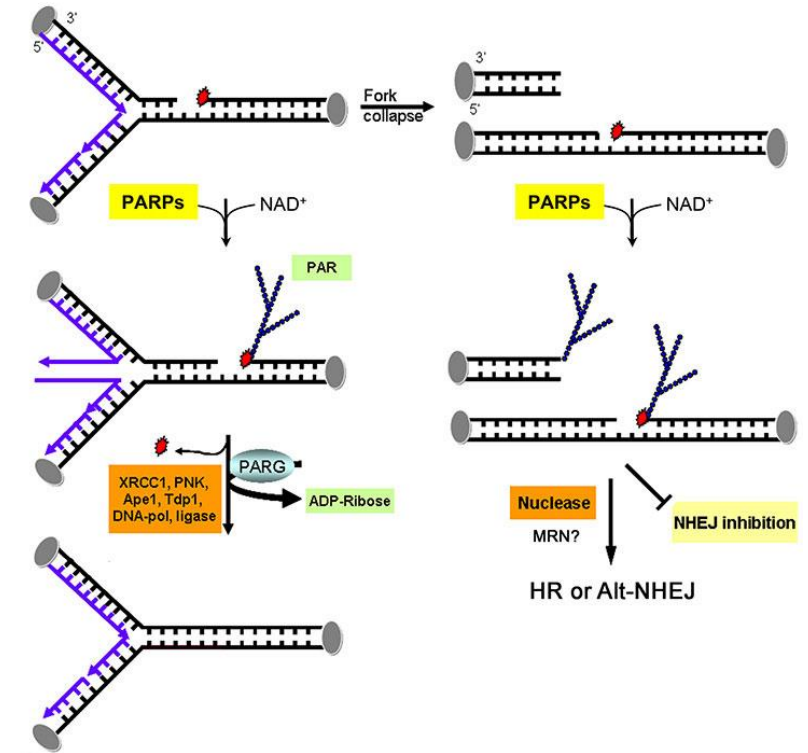 3'
5'
Fork
collapse
3'
5'
PARPs
NAD⁺
PARPs
NAD⁺
PAR
PARG
XRCC1, PNK,
Ape1, Tdp1,
DNA-pol, ligase
ADP-Ribose
Nuclease
MRN?
NHEJ inhibition
HR or Alt-NHEJ